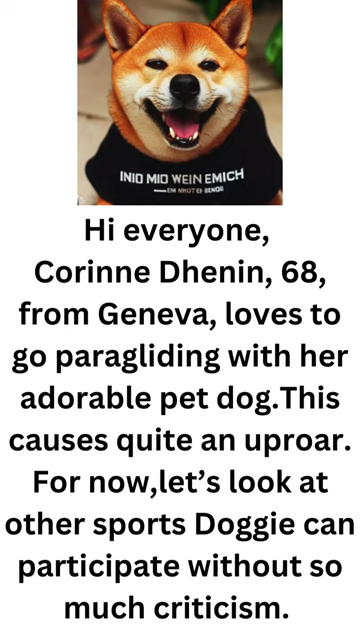 INIO MIO WEIN EMICH
Hi everyone,
Corinne Dhenin, 68,
from Geneva, loves to
go paragliding with her
adorable pet dog.This
causes quite an uproar.
For now,let's look at
other sports Doggie can
participate without so
much criticism.